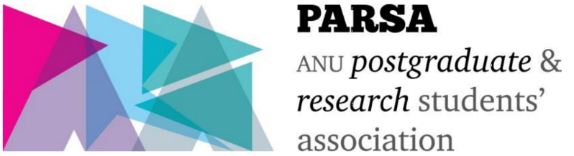 PARSA
ANU postgraduate &
research students’
association